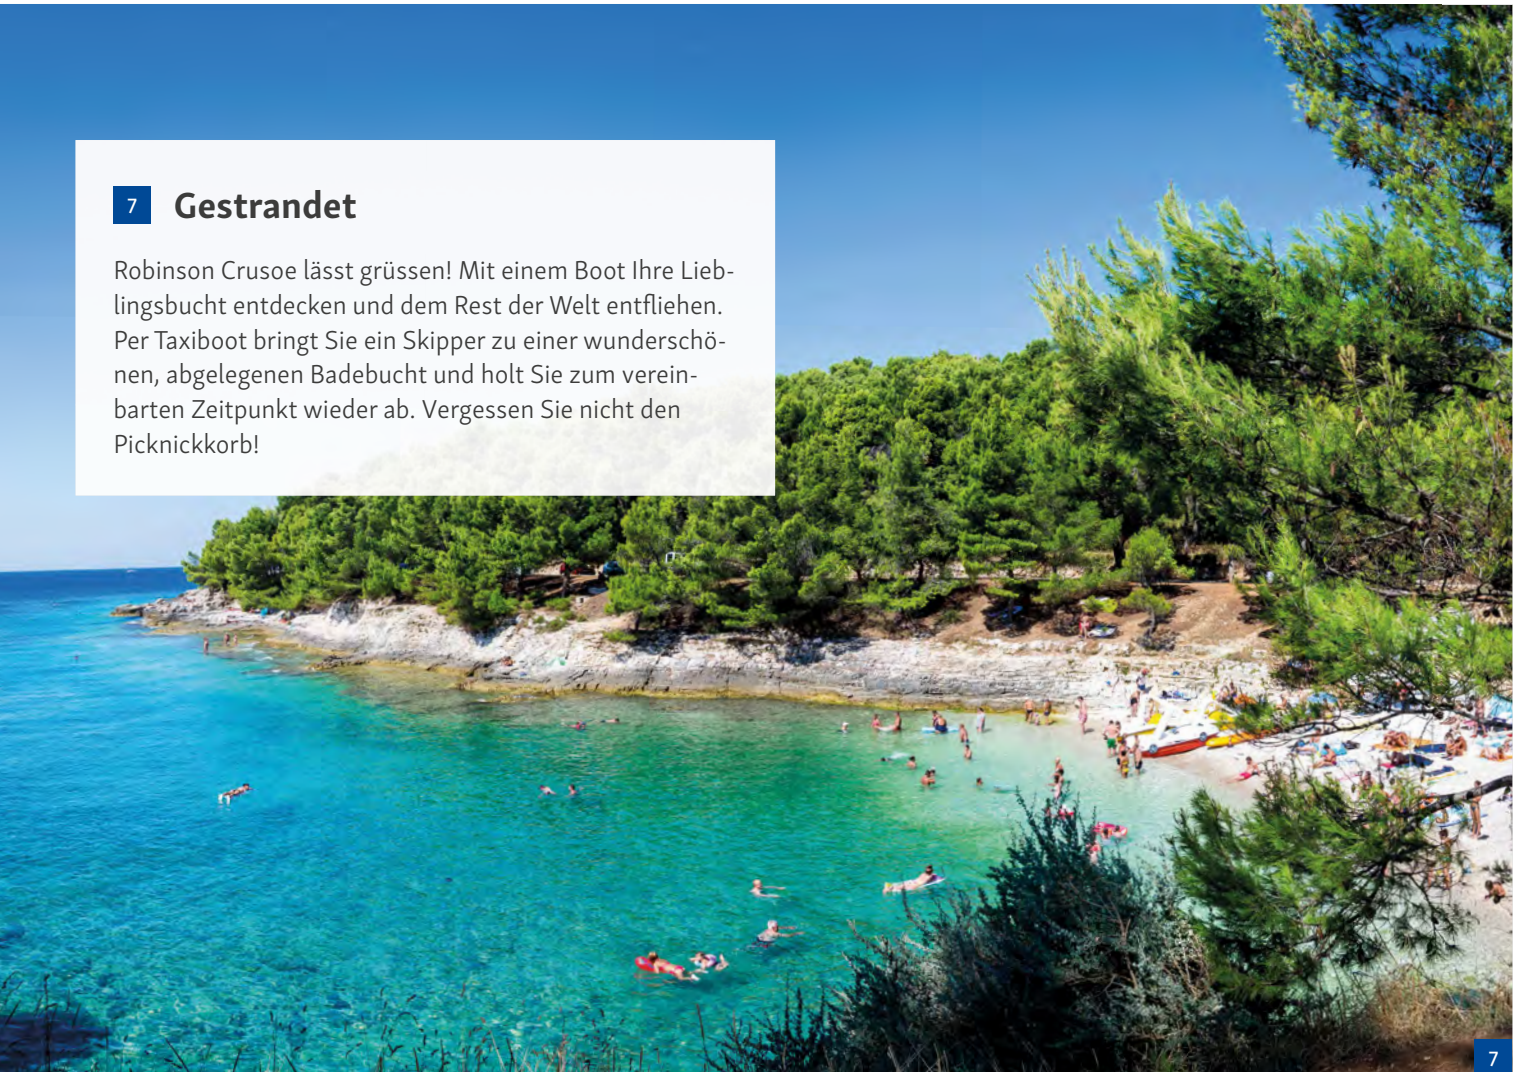 7 Gestrandet
Robinson Crusoe lässt grüssen! Mit einem Boot Ihre Lieb-
lingsbucht entdecken und dem Rest der Welt entfliehen.
Per Taxiboot bringt Sie ein Skipper zu einer wunderschö-
nen, abgelegenen Badebucht und holt Sie zum verein-
barten Zeitpunkt wieder ab. Vergessen Sie nicht den
Picknickkorb!
7